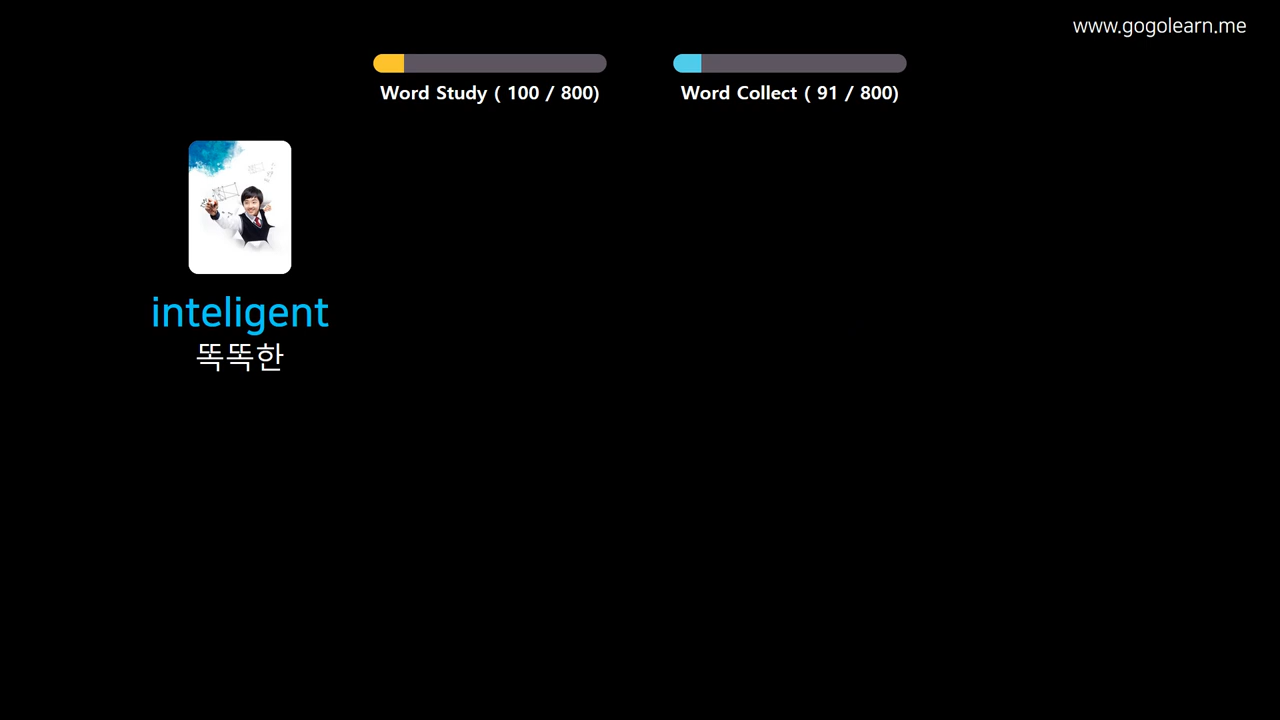 www.gogolearn.me
Word Study ( 100 / 800)
Word Collect ( 91 / 800)
inteligent
똑똑한